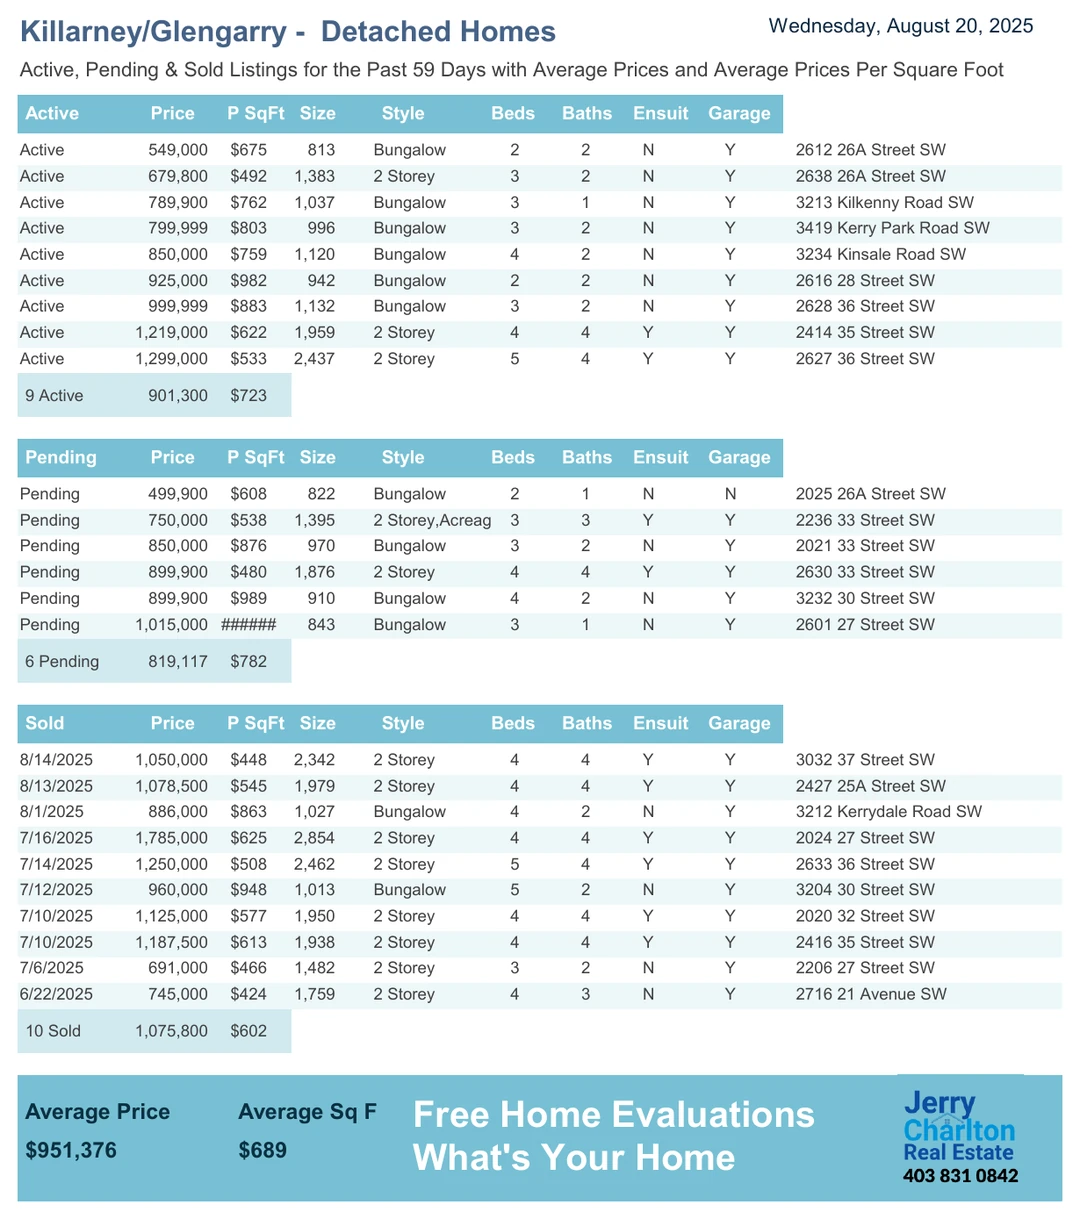 Killarney/Glengarry -  Detached Homes
Wednesday, August 20, 2025
Active, Pending & Sold Listings for the Past 59 Days with Average Prices and Average Prices Per Square Foot
Active Price P SqFt Size Style Beds Baths Ensuit Garage
Active 549,000 $675 813 Bungalow 2 2 N Y 2612 26A Street SW
Active 679,800 $492 1,383 2 Storey 3 2 N Y 2638 26A Street SW
Active 789,900 $762 1,037 Bungalow 3 1 N Y 3213 Kilkenny Road SW
Active 799,999 $803 996 Bungalow 3 2 N Y 3419 Kerry Park Road SW
Active 850,000 $759 1,120 Bungalow 4 2 N Y 3234 Kinsale Road SW
Active 925,000 $982 942 Bungalow 2 2 N Y 2616 28 Street SW
Active 999,999 $883 1,132 Bungalow 3 2 N Y 2628 36 Street SW
Active 1,219,000 $622 1,959 2 Storey 4 4 Y Y 2414 35 Street SW
Active 1,299,000 $533 2,437 2 Storey 5 4 Y Y 2627 36 Street SW
9 Active 901,300 $723
Pending Price P SqFt Size Style Beds Baths Ensuit Garage
Pending 499,900 $608 822 Bungalow 2 1 N N 2025 26A Street SW
Pending 750,000 $538 1,395 2 Storey,Acreag 3 3 Y Y 2236 33 Street SW
Pending 850,000 $876 970 Bungalow 3 2 N Y 2021 33 Street SW
Pending 899,900 $480 1,876 2 Storey 4 4 Y Y 2630 33 Street SW
Pending 899,900 $989 910 Bungalow 4 2 N Y 3232 30 Street SW
Pending 1,015,000 ###### 843 Bungalow 3 1 N Y 2601 27 Street SW
6 Pending 819,117 $782
Sold Price P SqFt Size Style Beds Baths Ensuit Garage
8/14/2025 1,050,000 $448 2,342 2 Storey 4 4 Y Y 3032 37 Street SW
8/13/2025 1,078,500 $545 1,979 2 Storey 4 4 Y Y 2427 25A Street SW
8/1/2025 886,000 $863 1,027 Bungalow 4 2 N Y 3212 Kerrydale Road SW
7/16/2025 1,785,000 $625 2,854 2 Storey 4 4 Y Y 2024 27 Street SW
7/14/2025 1,250,000 $508 2,462 2 Storey 5 4 Y Y 2633 36 Street SW
7/12/2025 960,000 $948 1,013 Bungalow 5 2 N Y 3204 30 Street SW
7/10/2025 1,125,000 $577 1,950 2 Storey 4 4 Y Y 2020 32 Street SW
7/10/2025 1,187,500 $613 1,938 2 Storey 4 4 Y Y 2416 35 Street SW
7/6/2025 691,000 $466 1,482 2 Storey 3 2 N Y 2206 27 Street SW
6/22/2025 745,000 $424 1,759 2 Storey 4 3 N Y 2716 21 Avenue SW
10 Sold 1,075,800 $602
Average Price Average Sq F
$951,376 $689
Free Home Evaluations
What's Your Home
Jerry
Charlton
Real Estate
403 831 0842